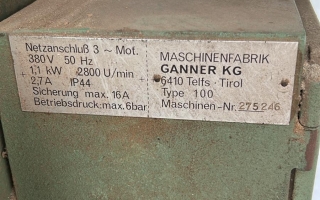 Netzanschluß 3 ~ Mot.
380V 50 Hz
1,1 kW 2800 U/min
2,7A IP44
Sicherung max. 16A
Betriebsdruck: max. 6bar
MASCHINENFABRIK
GANNER KG
6410 Telfs · Tirol
Type 100
Maschinen-Nr. 275246